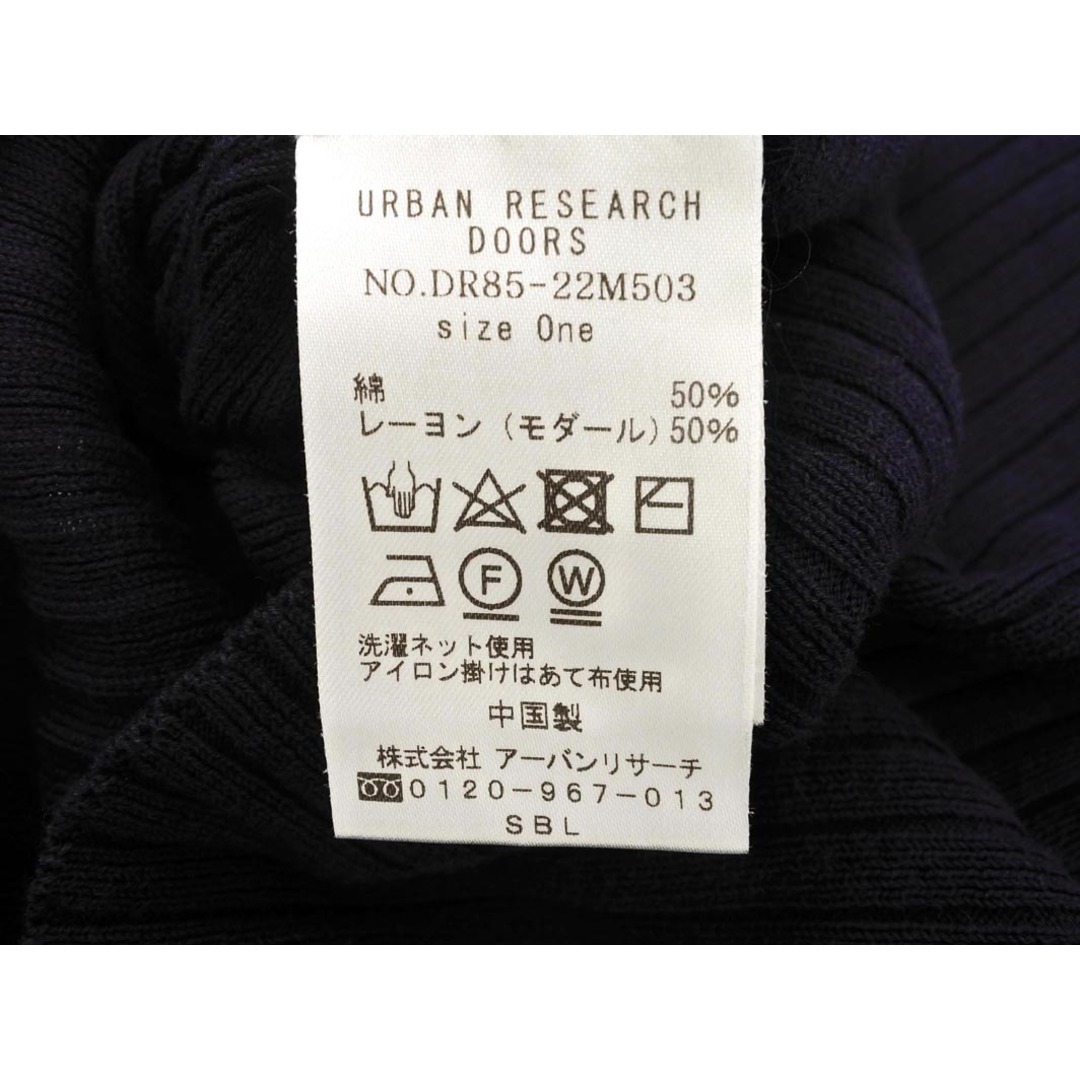 URBAN RESEARCH
DOORS
NO.DR85-22M503
size One
綿 50%
レーヨン (モダール) 50%
F W
洗濯ネット使用
アイロン掛けはあて布使用
中国製
株式会社 アーバンリサーチ
0120-967-013
SBL